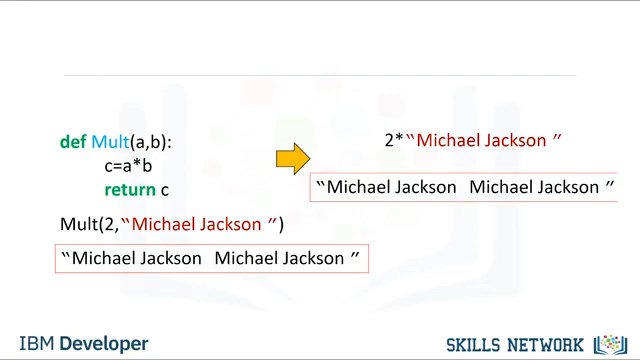 def Mult(a,b):
c=a*b
return c
Mult(2,“Michael Jackson ”)
“Michael Jackson Michael Jackson ”
2*“Michael Jackson ”
“Michael Jackson Michael Jackson ”
IBM Developer
SKILLS NETWORK